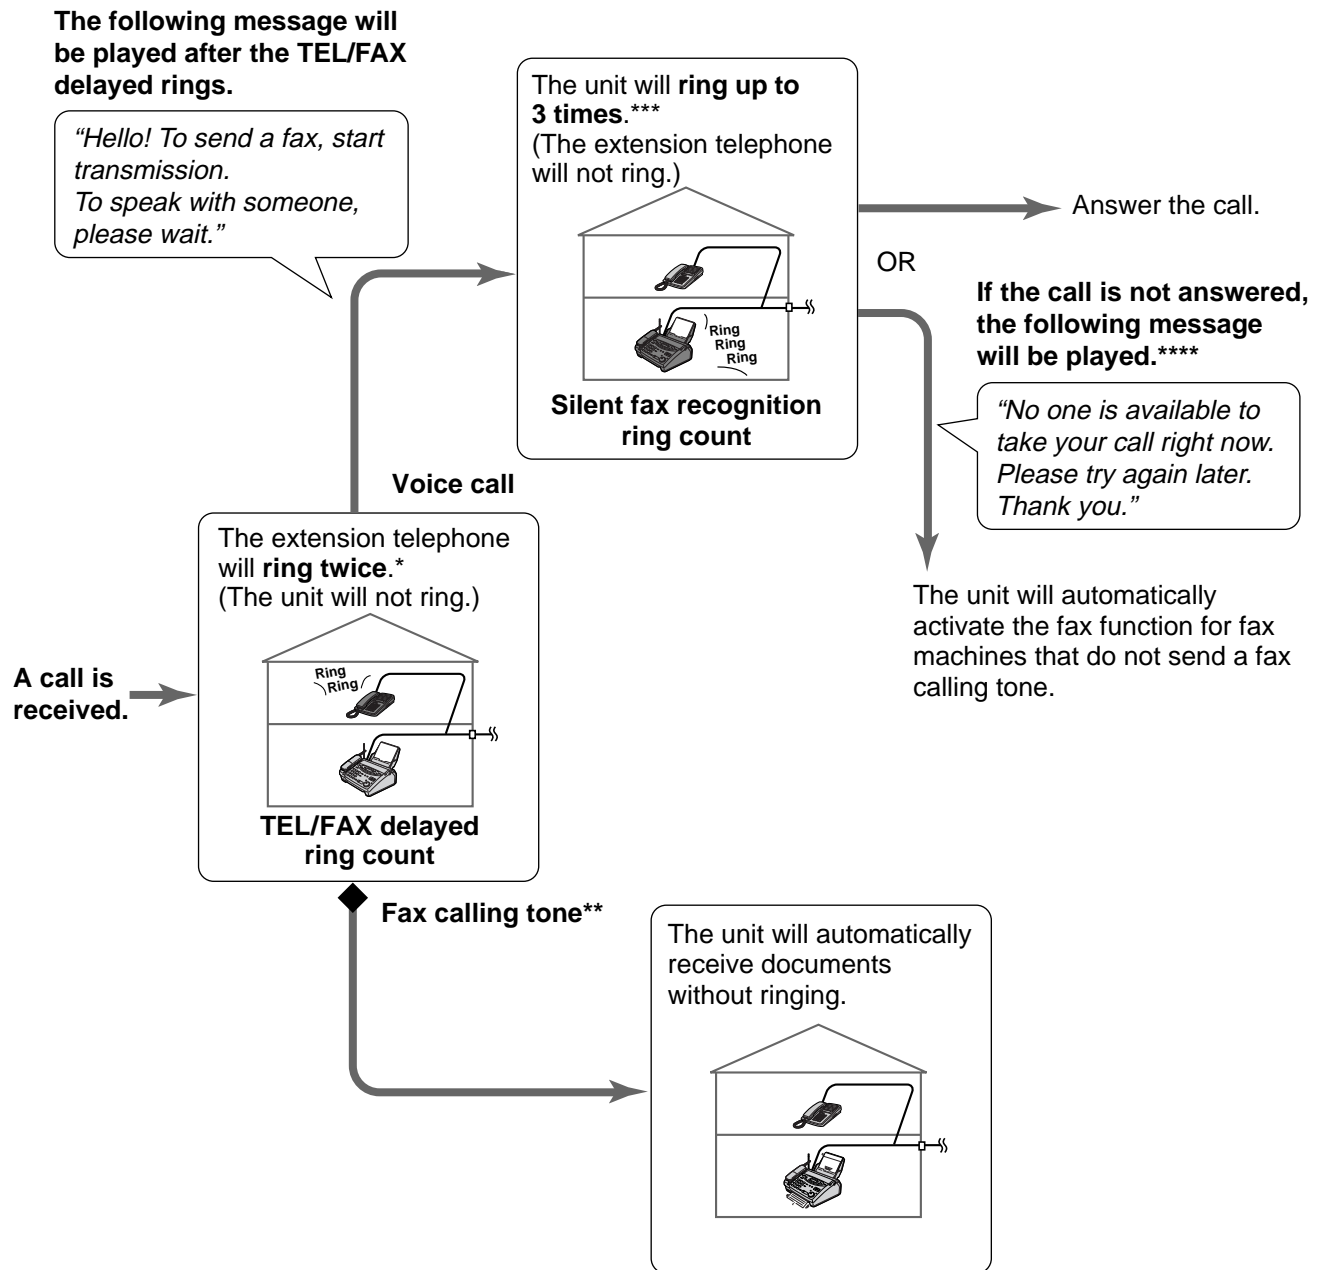 The following message will
be played after the TEL/FAX
delayed rings.
“Hello! To send a fax, start
transmission.
To speak with someone,
please wait.”
The unit will ring up to
3 times.***
(The extension telephone
will not ring.)
Ring
Ring
Ring
Silent fax recognition
ring count
Answer the call.
OR
If the call is not answered,
the following message
will be played.****
“No one is available to
take your call right now.
Please try again later.
Thank you.”
The unit will automatically
activate the fax function for fax
machines that do not send a fax
calling tone.
Voice call
The extension telephone
will ring twice.*
(The unit will not ring.)
Ring
Ring
TEL/FAX delayed
ring count
A call is
received.
Fax calling tone**
The unit will automatically
receive documents
without ringing.